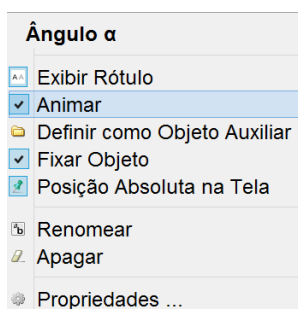 Ângulo α
Exibir Rótulo
Animar
Definir como Objeto Auxiliar
Fixar Objeto
Posição Absoluta na Tela
Renomear
Apagar
Propriedades ...